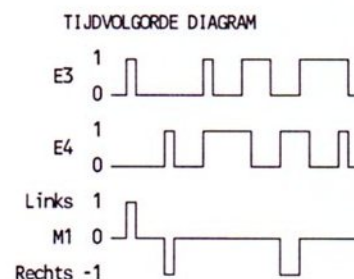 TIJDVOLGORDE DIAGRAM
1
E3
0
1
E4
0
Links 1
M1 0
Rechts -1